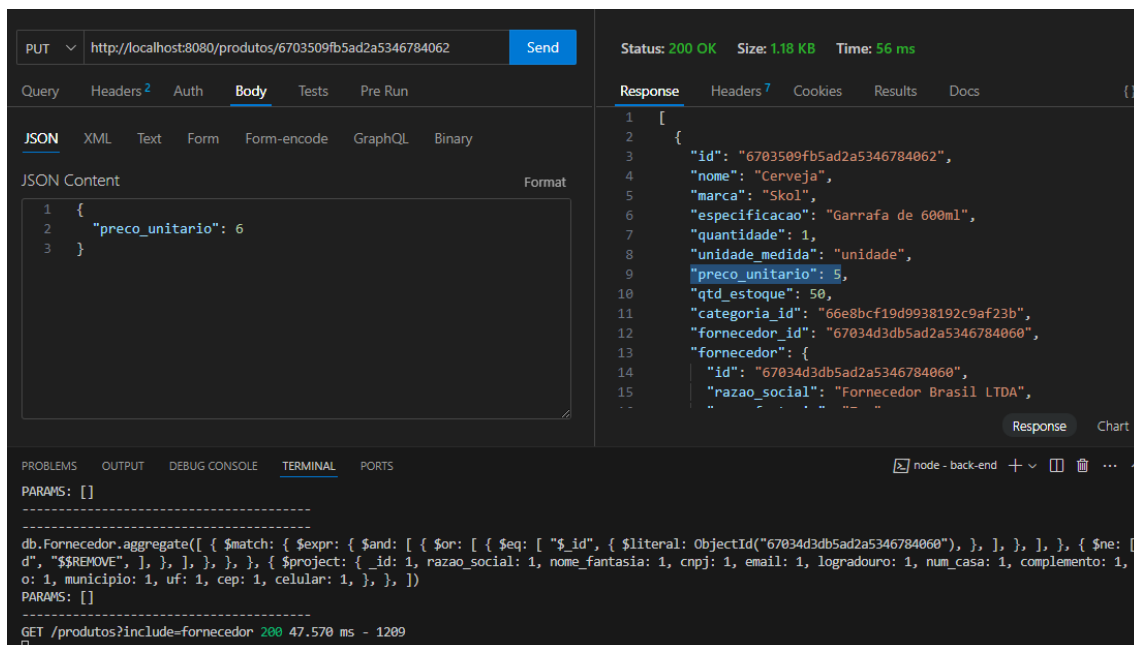 PUT http://localhost:8080/produtos/6703509fb5ad2a5346784062 Send
Query Headers 2 Auth Body Tests Pre Run
JSON XML Text Form Form-encode GraphQL Binary
JSON Content Format
1 {
2 "preco_unitario": 6
3 }
Status: 200 OK Size: 1.18 KB Time: 56 ms
Response Headers 7 Cookies Results Docs {}
1 [
2 {
3 "id": "6703509fb5ad2a5346784062",
4 "nome": "Cerveja",
5 "marca": "Skol",
6 "especificacao": "Garrafa de 600ml",
7 "quantidade": 1,
8 "unidade_medida": "unidade",
9 "preco_unitario": 5,
10 "qtd_estoque": 50,
11 "categoria_id": "66e8bcf19d9938192c9af23b",
12 "fornecedor_id": "67034d3db5ad2a5346784060",
13 "fornecedor": {
14 "id": "67034d3db5ad2a5346784060",
15 "razao_social": "Fornecedor Brasil LTDA",
Response Chart
PROBLEMS OUTPUT DEBUG CONSOLE TERMINAL PORTS node - back-end
PARAMS: []
----------------------------------------
----------------------------------------
db.Fornecedor.aggregate([ { $match: { $expr: { $and: [ { $or: [ { $eq: [ "$_id", { $literal: ObjectId("67034d3db5ad2a5346784060"), }, ], }, ], }, { $ne: [
d", "$$REMOVE", ], }, ], }, }, }, { $project: { _id: 1, razao_social: 1, nome_fantasia: 1, cnpj: 1, email: 1, logradouro: 1, num_casa: 1, complemento: 1,
o: 1, municipio: 1, uf: 1, cep: 1, celular: 1, }, }, ])
PARAMS: []
----------------------------------------
GET /produtos?include=fornecedor 200 47.570 ms - 1209